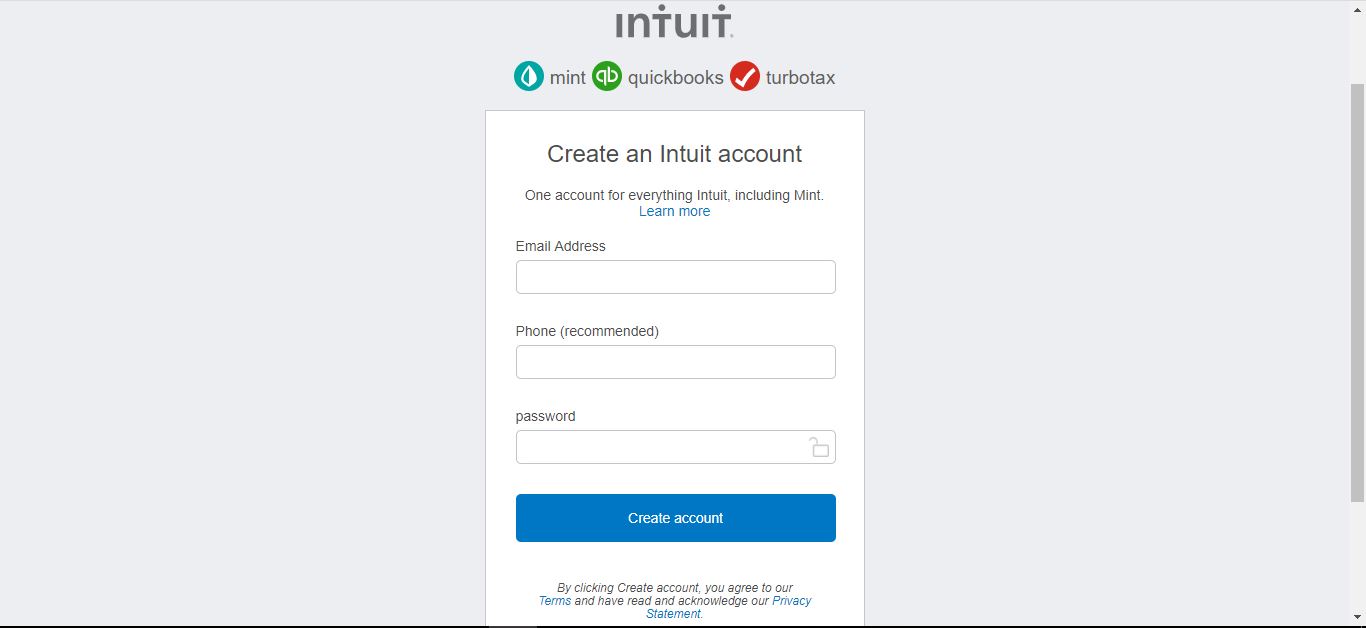 intuit.
mint qb quickbooks turbotax
Create an Intuit account
One account for everything Intuit, including Mint.
Learn more
Email Address
Phone (recommended)
password
Create account
By clicking Create account, you agree to our
Terms and have read and acknowledge our Privacy
Statement.